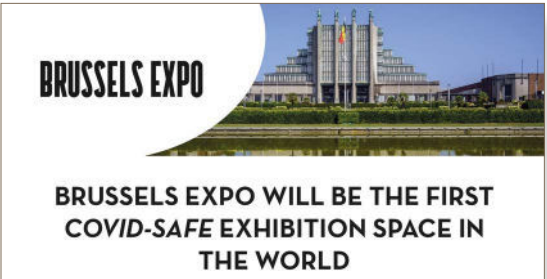 BRUSSELS EXPO
BRUSSELS EXPO WILL BE THE FIRST
COVID-SAFE EXHIBITION SPACE IN
THE WORLD